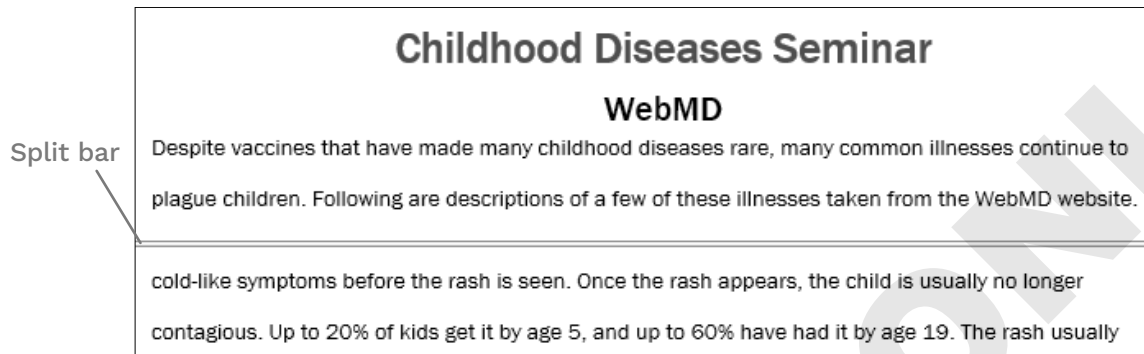 Childhood Diseases Seminar
WebMD
Split bar
Despite vaccines that have made many childhood diseases rare, many common illnesses continue to
plague children. Following are descriptions of a few of these illnesses taken from the WebMD website.
cold-like symptoms before the rash is seen. Once the rash appears, the child is usually no longer
contagious. Up to 20% of kids get it by age 5, and up to 60% have had it by age 19. The rash usually